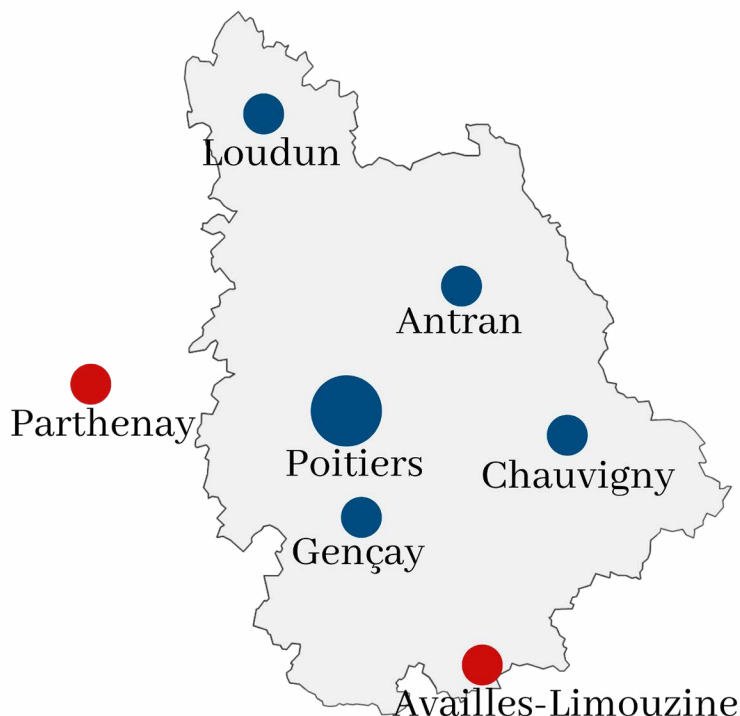 Loudun
Antran
Parthenay
Poitiers
Chauvigny
Gençay
Availles-Limouzine